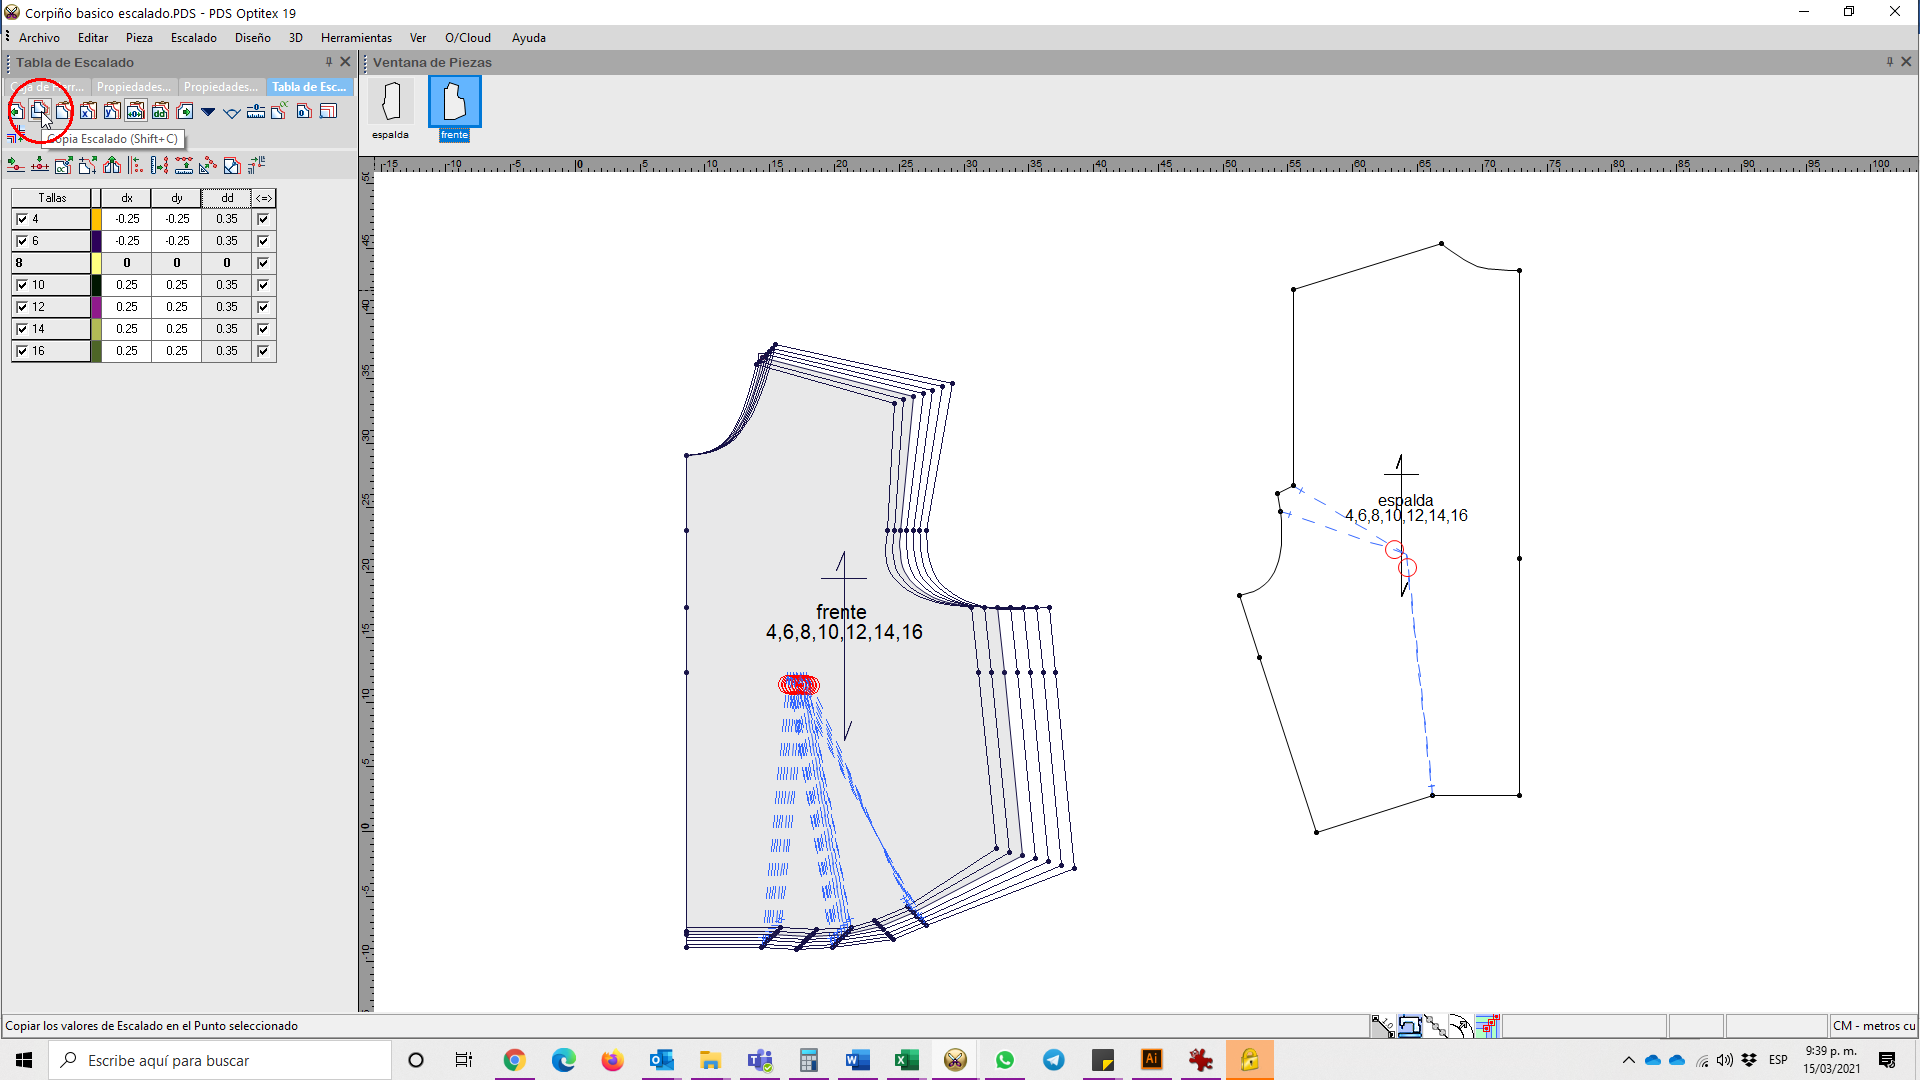 Corpiño basico escalado.PDS - PDS Optitex 19
Archivo Editar Pieza Escalado Diseño 3D Herramientas Ver O/Cloud Ayuda
Tabla de Escalado
Propiedades... Propiedades... Tabla de Esc...
Copia Escalado (Shift+C)
Tallas dx dy dd <=>
4 -0.25 -0.25 0.35
6 -0.25 -0.25 0.35
8 0 0 0
10 0.25 0.25 0.35
12 0.25 0.25 0.35
14 0.25 0.25 0.35
16 0.25 0.25 0.35
Ventana de Piezas
espalda
frente
-15 -10 -5 0 5 10 15 20 25 30 35 40 45 50 55 60 65 70 75 80 85 90 95 100
50
45
40
35
30
25
20
15
10
5
0
-5
-10
frente
4,6,8,10,12,14,16
espalda
4,6,8,10,12,14,16
Copiar los valores de Escalado en el Punto seleccionado
CM - metros cu
Escribe aquí para buscar
ESP
9:39 p. m.
15/03/2021